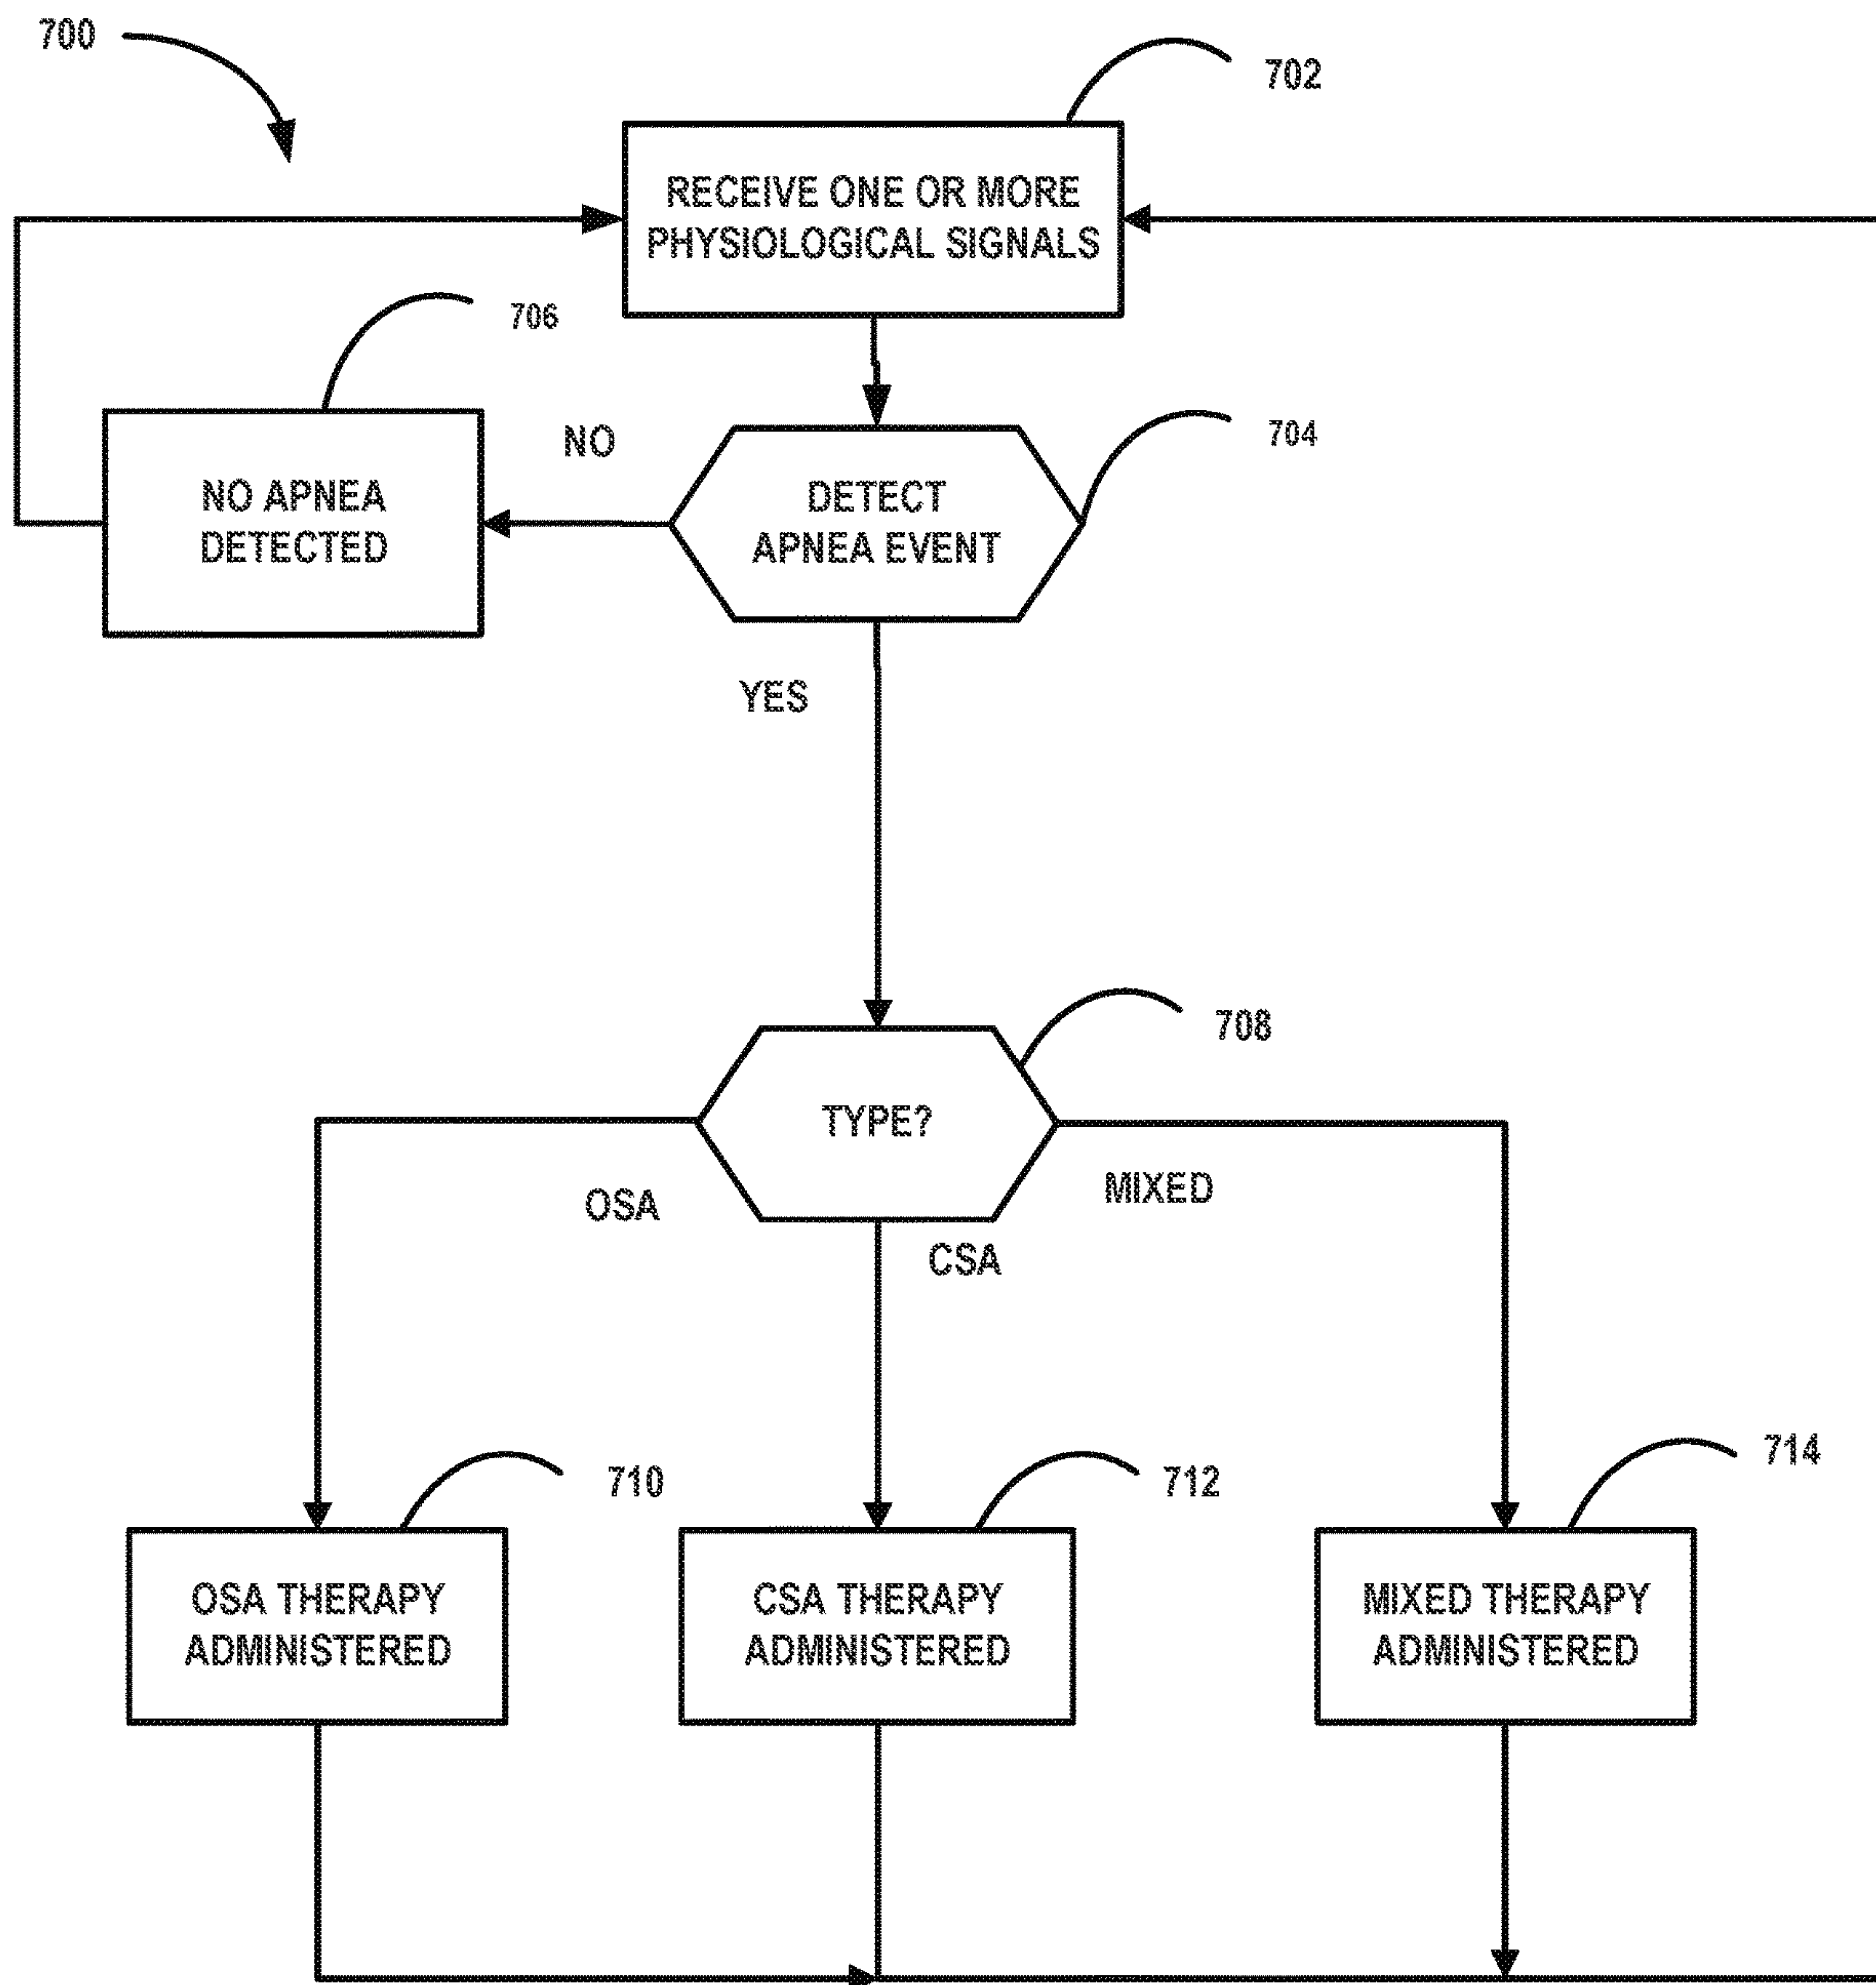 700
702
RECEIVE ONE OR MORE
PHYSIOLOGICAL SIGNALS
706
NO
704
NO APNEA
DETECTED
DETECT
APNEA EVENT
YES
708
TYPE?
OSA
MIXED
CSA
710
712
714
OSA THERAPY
ADMINISTERED
CSA THERAPY
ADMINISTERED
MIXED THERAPY
ADMINISTERED